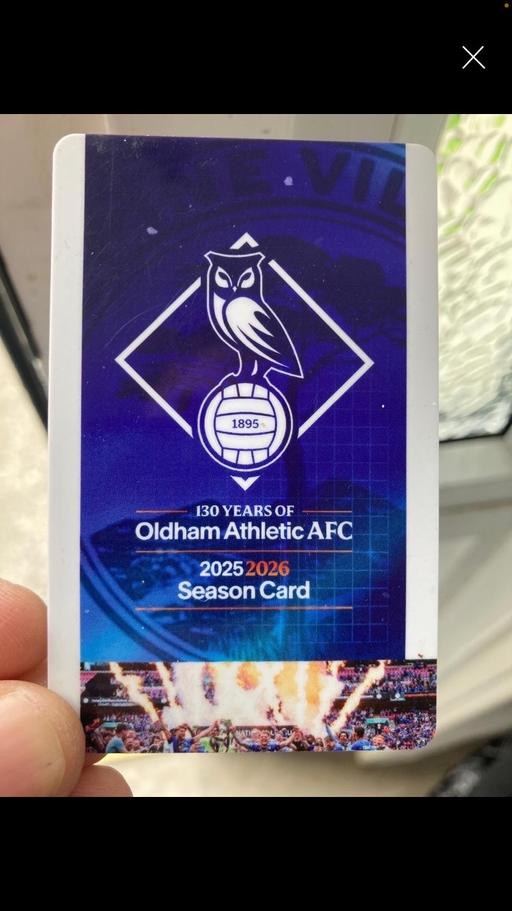 1895
130 YEARS OF
Oldham Athletic AFC
2025 2026
Season Card